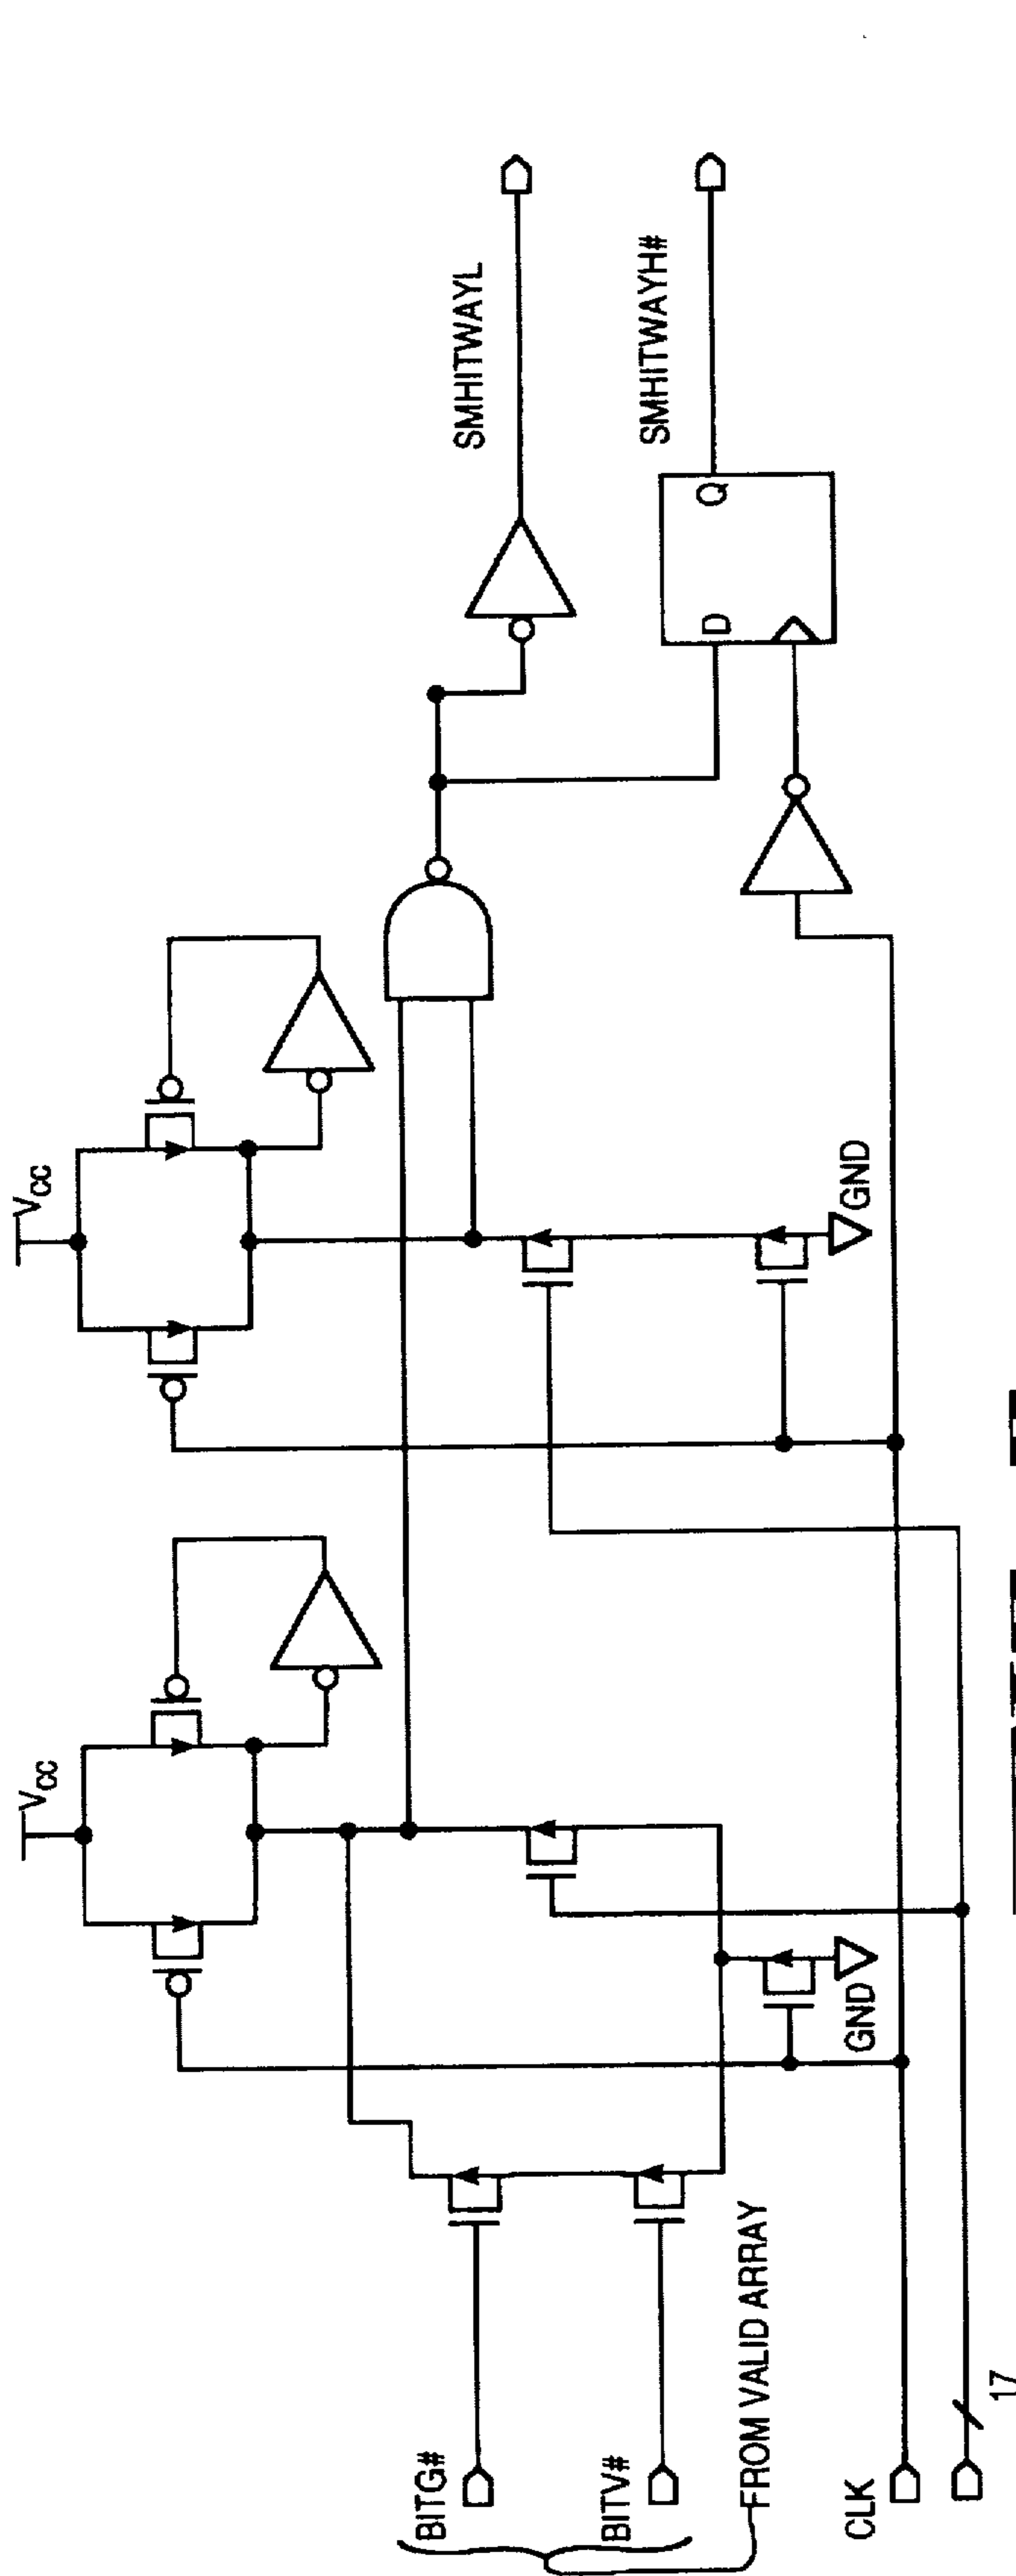 VCC
VCC
SMHITWAYL
SMHITWAYH#
D
Q
GND
GND
BITG#
BITV#
FROM VALID ARRAY
CLK
17